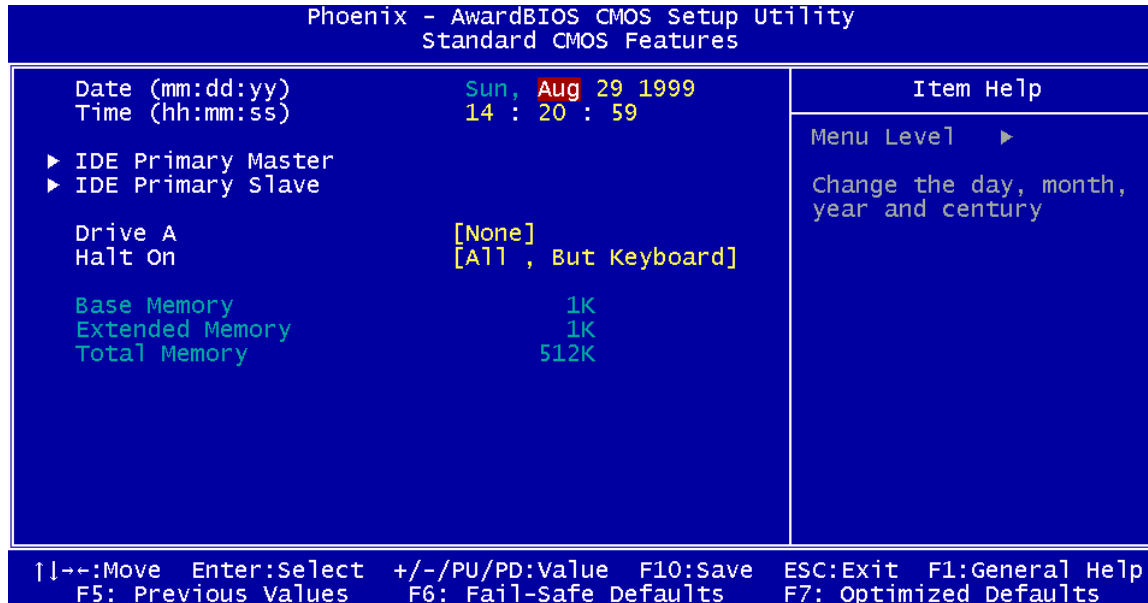 Phoenix - AwardBIOS CMOS Setup Utility
Standard CMOS Features
Date (mm:dd:yy) Sun, Aug 29 1999
Time (hh:mm:ss) 14 : 20 : 59
▶ IDE Primary Master
▶ IDE Primary Slave
Drive A [None]
Halt On [All , But Keyboard]
Base Memory 1K
Extended Memory 1K
Total Memory 512K
Item Help
Menu Level ▶
Change the day, month,
year and century
↑↓→←:Move Enter:Select +/-/PU/PD:Value F10:Save ESC:Exit F1:General Help
F5: Previous Values F6: Fail-Safe Defaults F7: Optimized Defaults